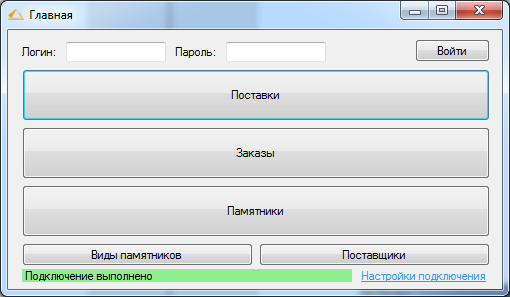 Главная
Логин: Пароль: Войти
Поставки
Заказы
Памятники
Виды памятников Поставщики
Подключение выполнено Настройки подключения